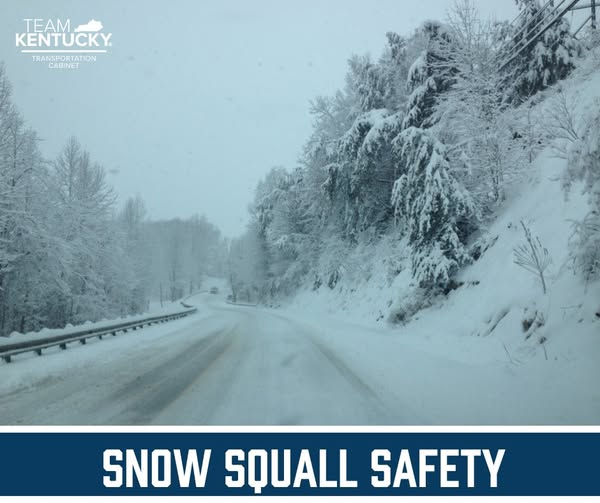 TEAM
KENTUCKY®
TRANSPORTATION
CABINET
SNOW SQUALL SAFETY